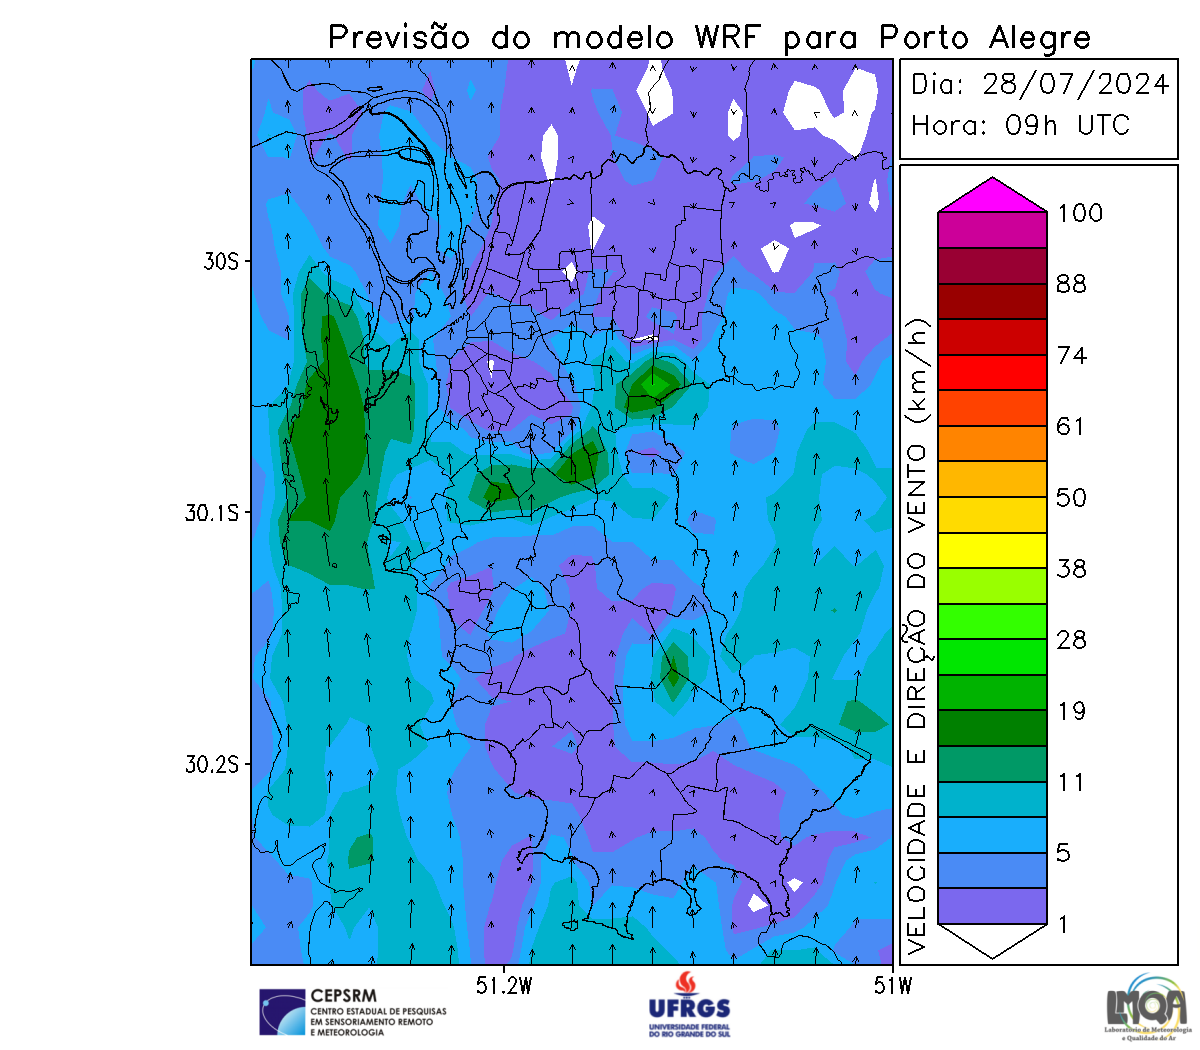 Previsão do modelo WRF para Porto Alegre
Dia: 28/07/2024
Hora: 09h UTC
30S
30.1S
30.2S
51.2W
51W
VELOCIDADE E DIREÇÃO DO VENTO (km/h)
100
88
74
61
50
38
28
19
11
5
1
CEPSRM
CENTRO ESTADUAL DE PESQUISAS
EM SENSORIAMENTO REMOTO
E METEOROLOGIA
UFRGS
UNIVERSIDADE FEDERAL
DO RIO GRANDE DO SUL
LMQA
Laboratório de Meteorologia
e Qualidade do Ar